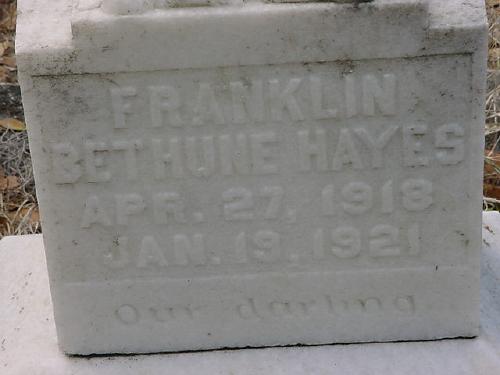 FRANKLIN
BETHUNE HAYES
APR. 27, 1918
JAN. 19, 1921
Our darling